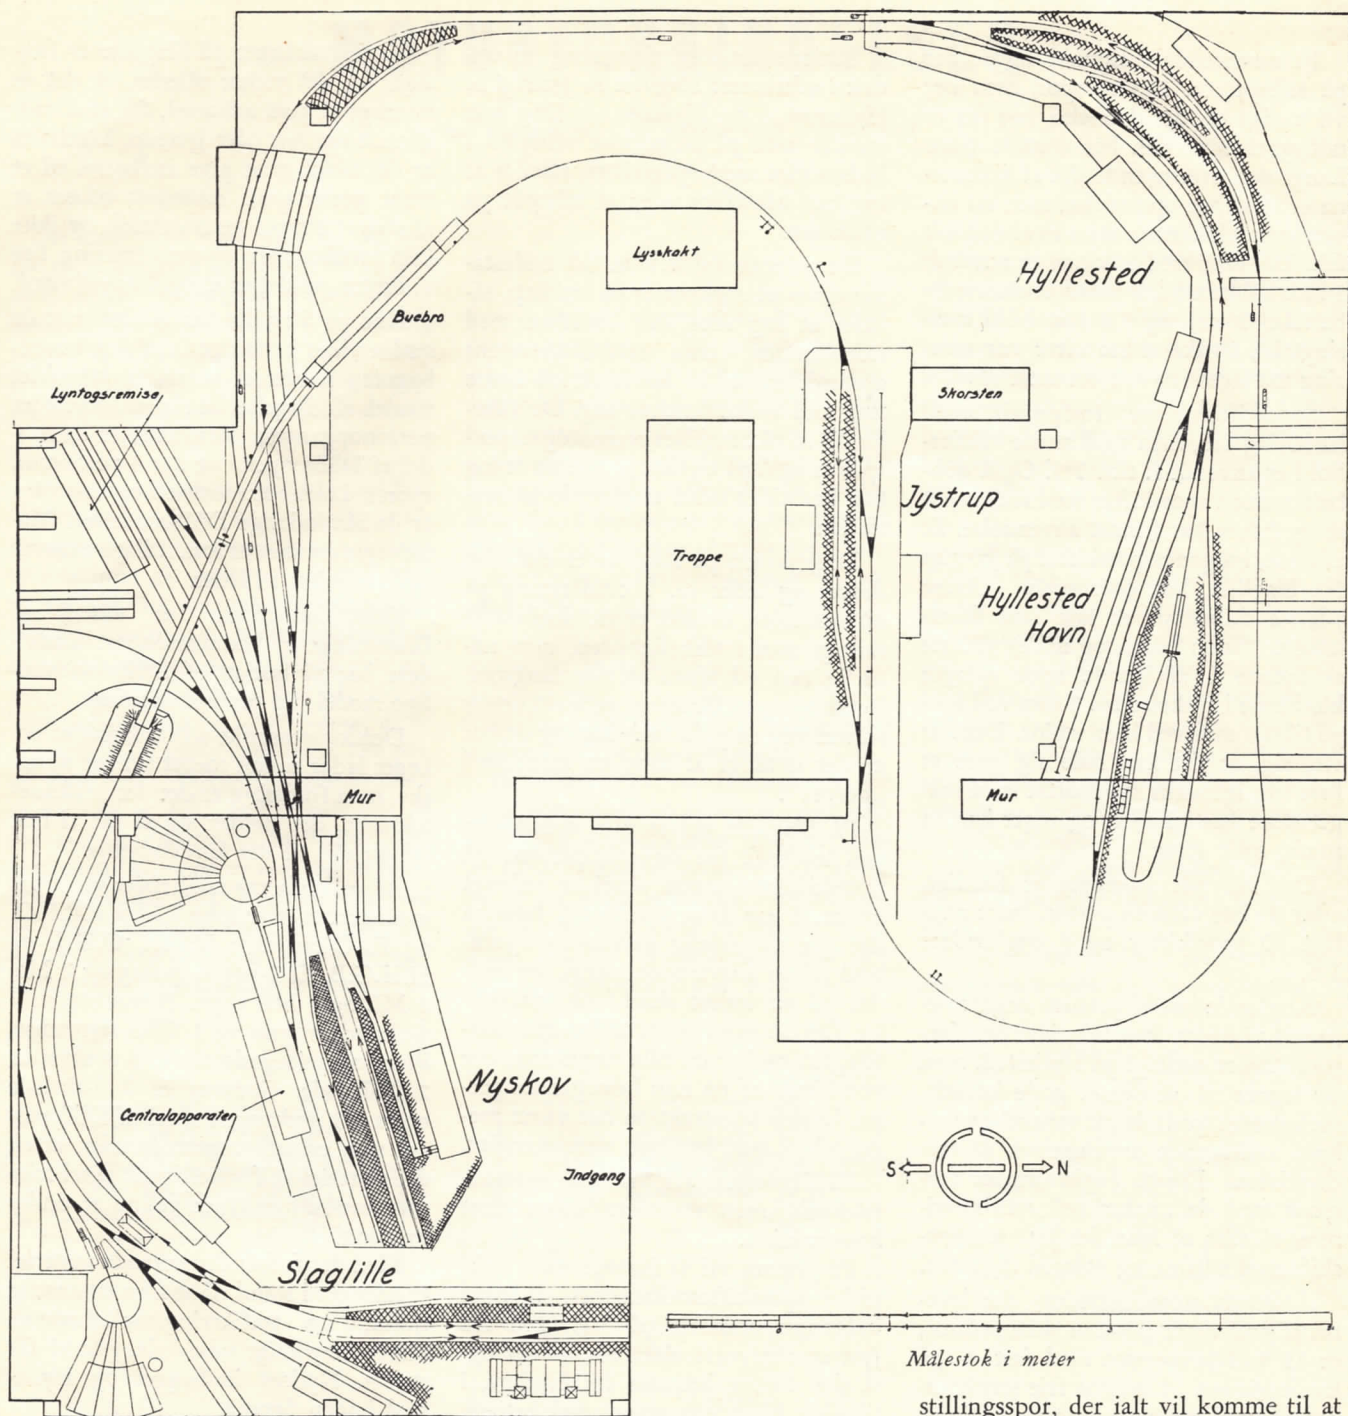 Lysskakt
Hyllested
Buebro
Lyntogsremise
Skorsten
Jystrup
Trappe
Hyllested
Havn
Mur
Mur
Nyskov
Centralapparater
Indgang
S N
Slaglille
Målestok i meter
stillingsspor, der ialt vil komme til at